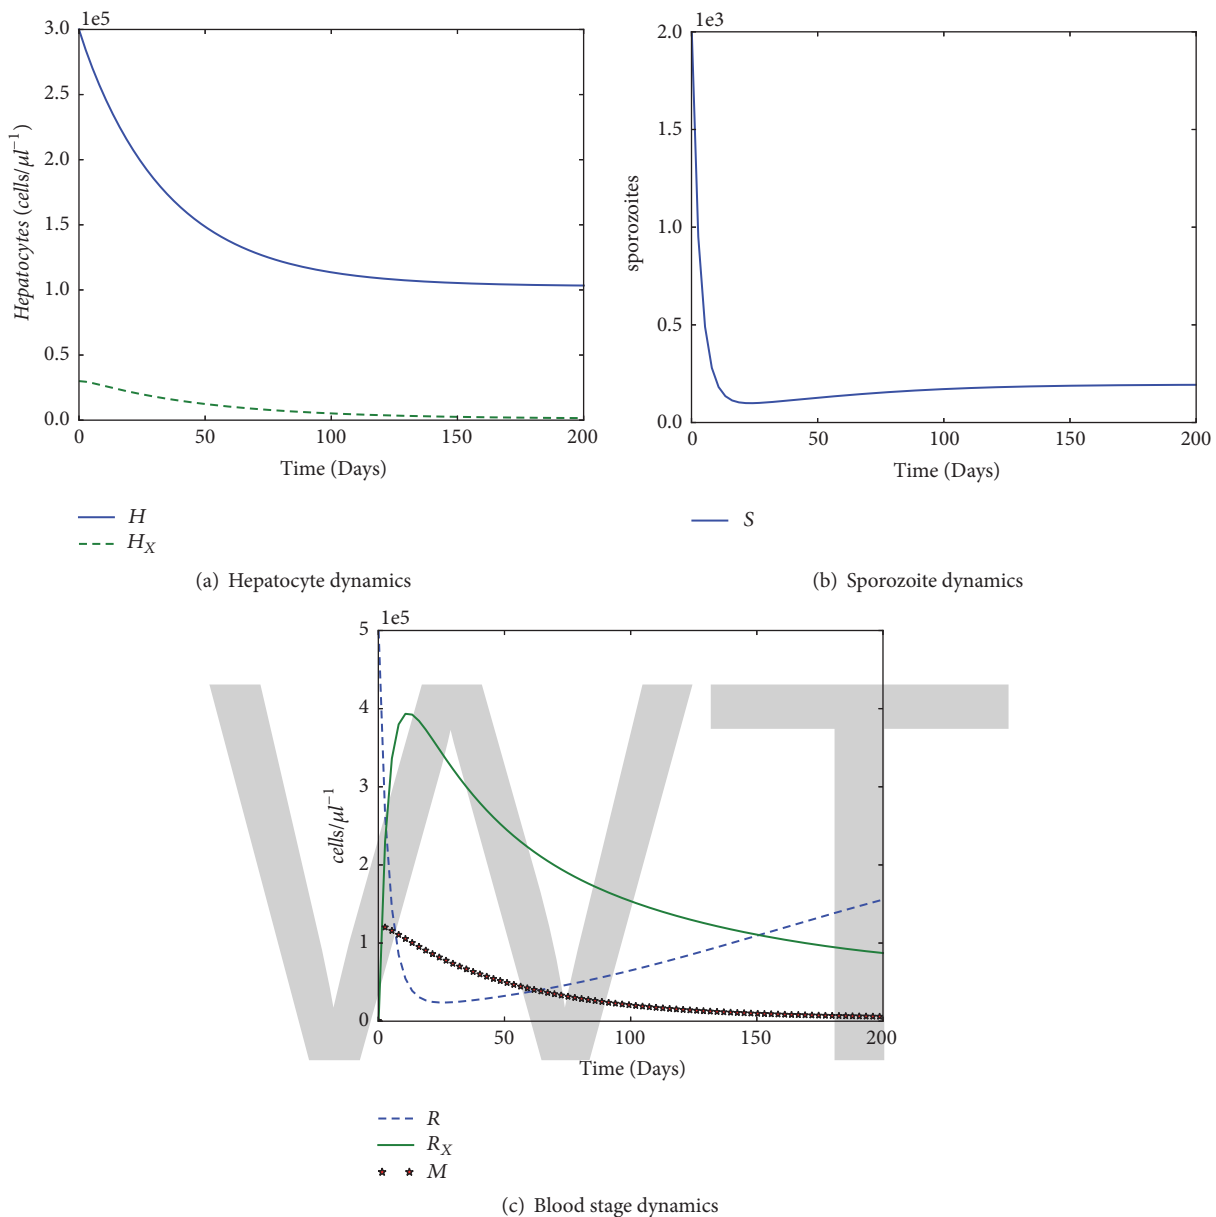 1e5
3.0
2.5
2.0
1.5
1.0
0.5
0.0
Hepatocytes (cells/μl⁻¹)
0 50 100 150 200
Time (Days)
H
H_X
(a) Hepatocyte dynamics
1e3
2.0
1.5
1.0
0.5
0.0
sporozoites
0 50 100 150 200
Time (Days)
S
(b) Sporozoite dynamics
1e5
5
4
3
2
1
0
cells/μl⁻¹
0 50 100 150 200
Time (Days)
R
R_X
M
(c) Blood stage dynamics
WT